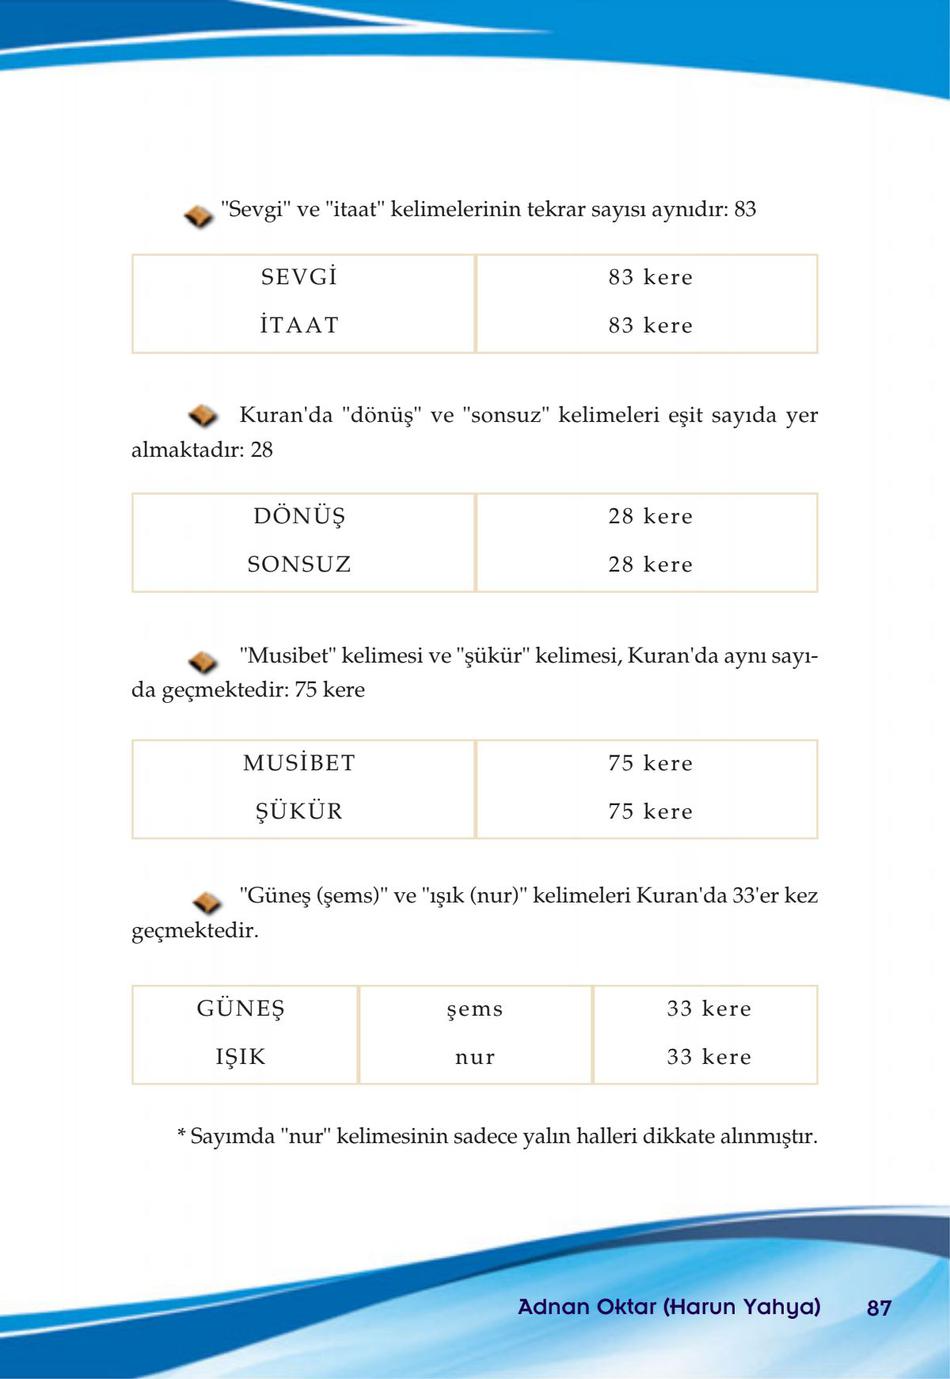 "Sevgi" ve "itaat" kelimelerinin tekrar sayısı aynıdır: 83
SEVGİ 83 kere
İTAAT 83 kere
Kuran'da "dönüş" ve "sonsuz" kelimeleri eşit sayıda yer
almaktadır: 28
DÖNÜŞ 28 kere
SONSUZ 28 kere
"Musibet" kelimesi ve "şükür" kelimesi, Kuran'da aynı sayı-
da geçmektedir: 75 kere
MUSİBET 75 kere
ŞÜKÜR 75 kere
"Güneş (şems)" ve "ışık (nur)" kelimeleri Kuran'da 33'er kez
geçmektedir.
GÜNEŞ şems 33 kere
IŞIK nur 33 kere
* Sayımda "nur" kelimesinin sadece yalın halleri dikkate alınmıştır.
Adnan Oktar (Harun Yahya) 87